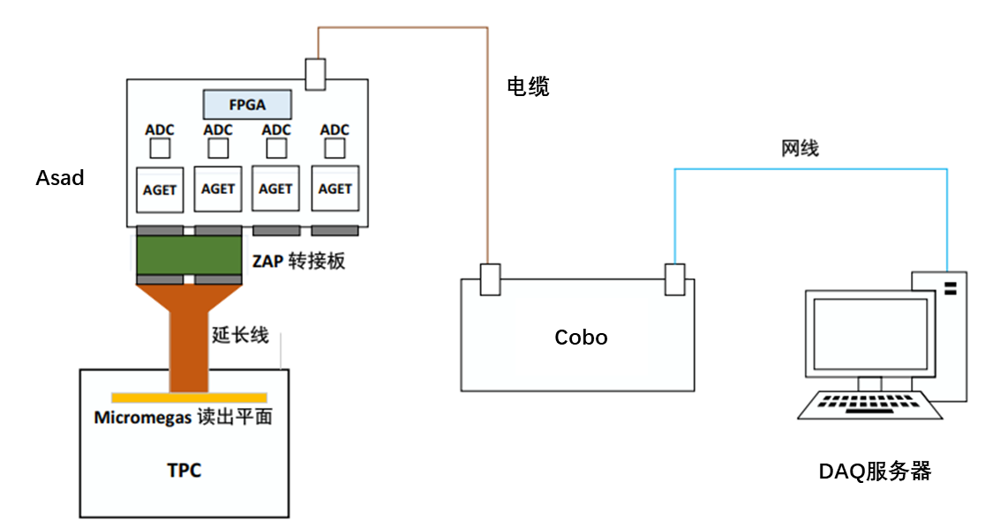 电缆
FPGA
ADC ADC ADC ADC
网线
Asad
AGET AGET AGET AGET
ZAP 转接板
延长线
Cobo
Micromegas 读出平面
TPC
DAQ服务器